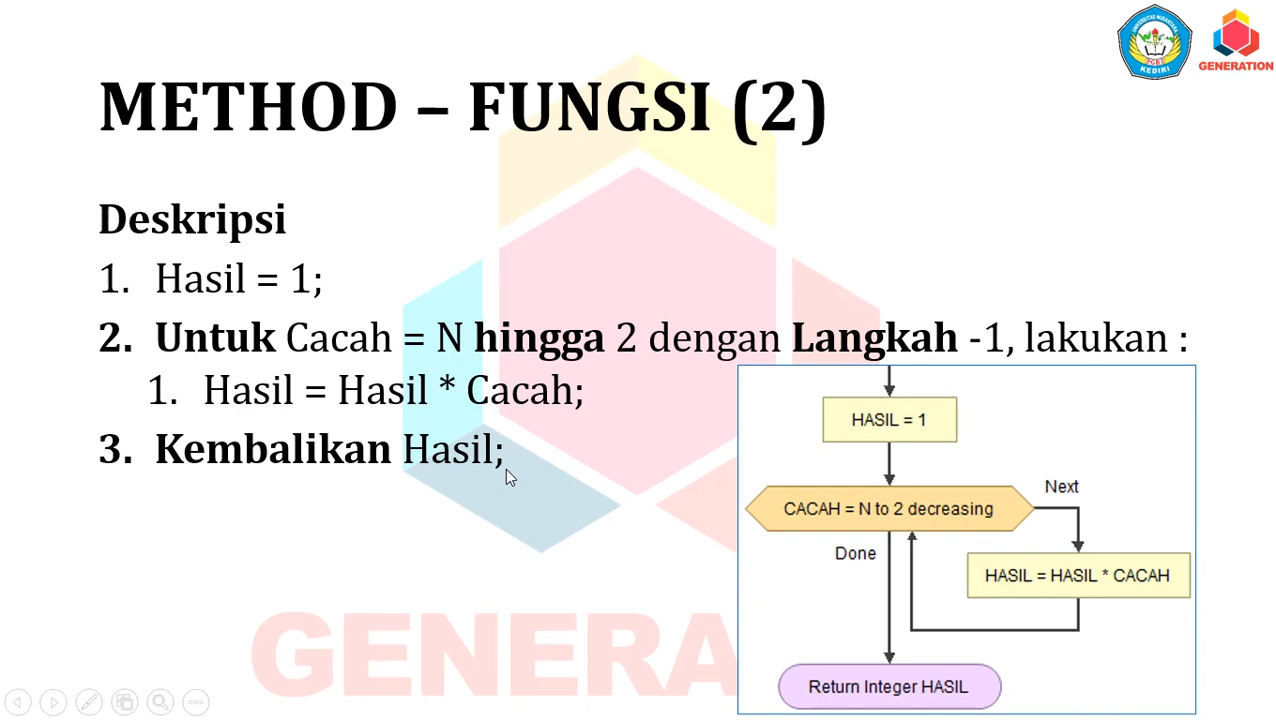 GENERATION
METHOD – FUNGSI (2)
Deskripsi
1. Hasil = 1;
2. Untuk Cacah = N hingga 2 dengan Langkah -1, lakukan :
1. Hasil = Hasil * Cacah;
3. Kembalikan Hasil;
HASIL = 1
Next
CACAH = N to 2 decreasing
Done
HASIL = HASIL * CACAH
Return Integer HASIL
GENERA